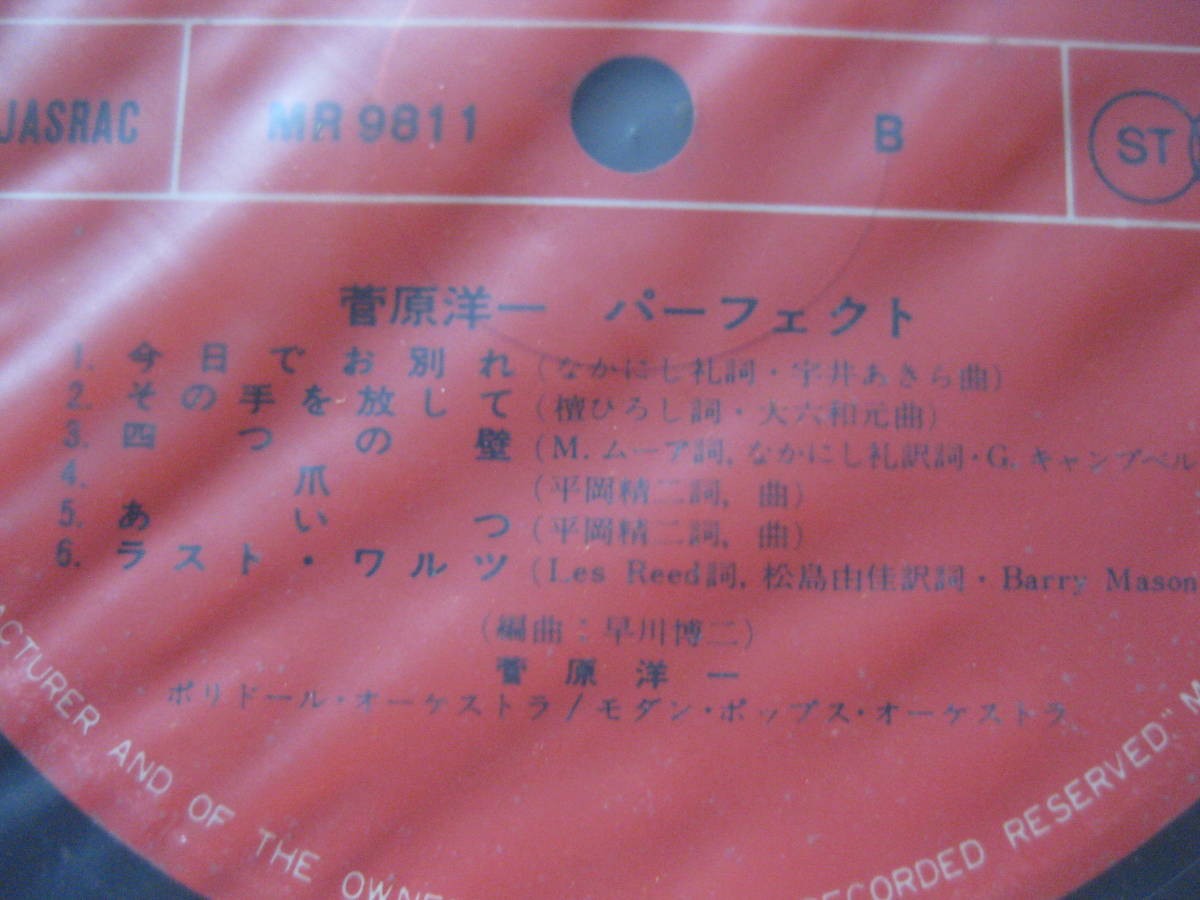 JASRAC MR 9811 B ST
菅原洋一 パーフェクト
1. 今日でお別れ (なかにし礼詞・宇井あきら曲)
2. その手を放して (檀ひろし詞・大六和元曲)
3. 四つの壁 (M. ムーア詞, なかにし礼訳詞・G. キャンプベル
4. 爪 (平岡精二詞, 曲)
5. あいつ (平岡精二詞, 曲)
6. ラスト・ワルツ (Les Reed詞, 松島由佳訳詞・Barry Mason
(編曲:早川博二)
菅原洋一
ポリドール・オーケストラ/モダン・ポップス・オーケストラ
ACTURER AND OF THE OWNE RECORDED RESERVED."